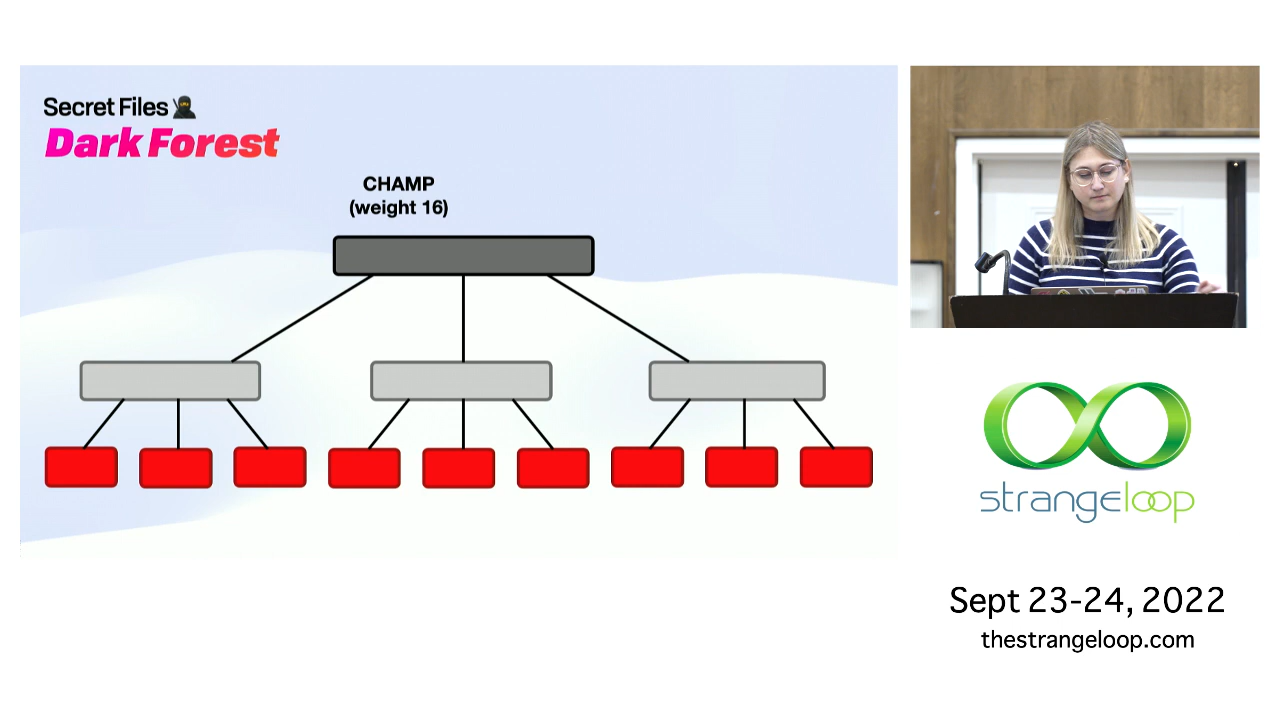 Secret Files
Dark Forest
CHAMP
(weight 16)
strangeloop
Sept 23-24, 2022
thestrangeloop.com